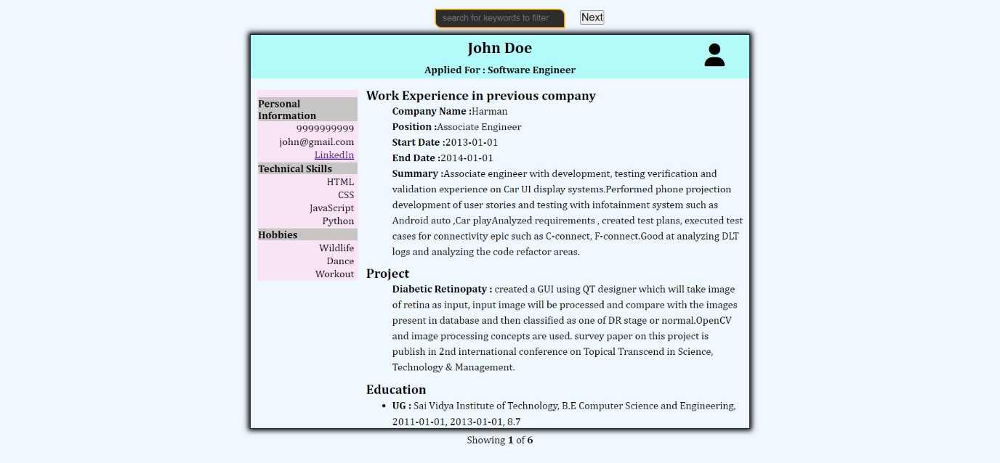 search for keywords to filter
Next
John Doe
Applied For : Software Engineer
Personal
Information
9999999999
john@gmail.com
LinkedIn
Technical Skills
HTML
CSS
JavaScript
Python
Hobbies
Wildlife
Dance
Workout
Work Experience in previous company
Company Name :Harman
Position :Associate Engineer
Start Date :2013-01-01
End Date :2014-01-01
Summary :Associate engineer with development, testing verification and
validation experience on Car UI display systems.Performed phone projection
development of user stories and testing with infotainment system such as
Android auto ,Car playAnalyzed requirements , created test plans, executed test
cases for connectivity epic such as C-connect, F-connect.Good at analyzing DLT
logs and analyzing the code refactor areas.
Project
Diabetic Retinopaty : created a GUI using QT designer which will take image
of retina as input, input image will be processed and compare with the images
present in database and then classified as one of DR stage or normal.OpenCV
and image processing concepts are used. survey paper on this project is
publish in 2nd international conference on Topical Transcend in Science,
Technology & Management.
Education
• UG : Sai Vidya Institute of Technology, B.E Computer Science and Engineering,
2011-01-01, 2013-01-01, 8.7
Showing 1 of 6